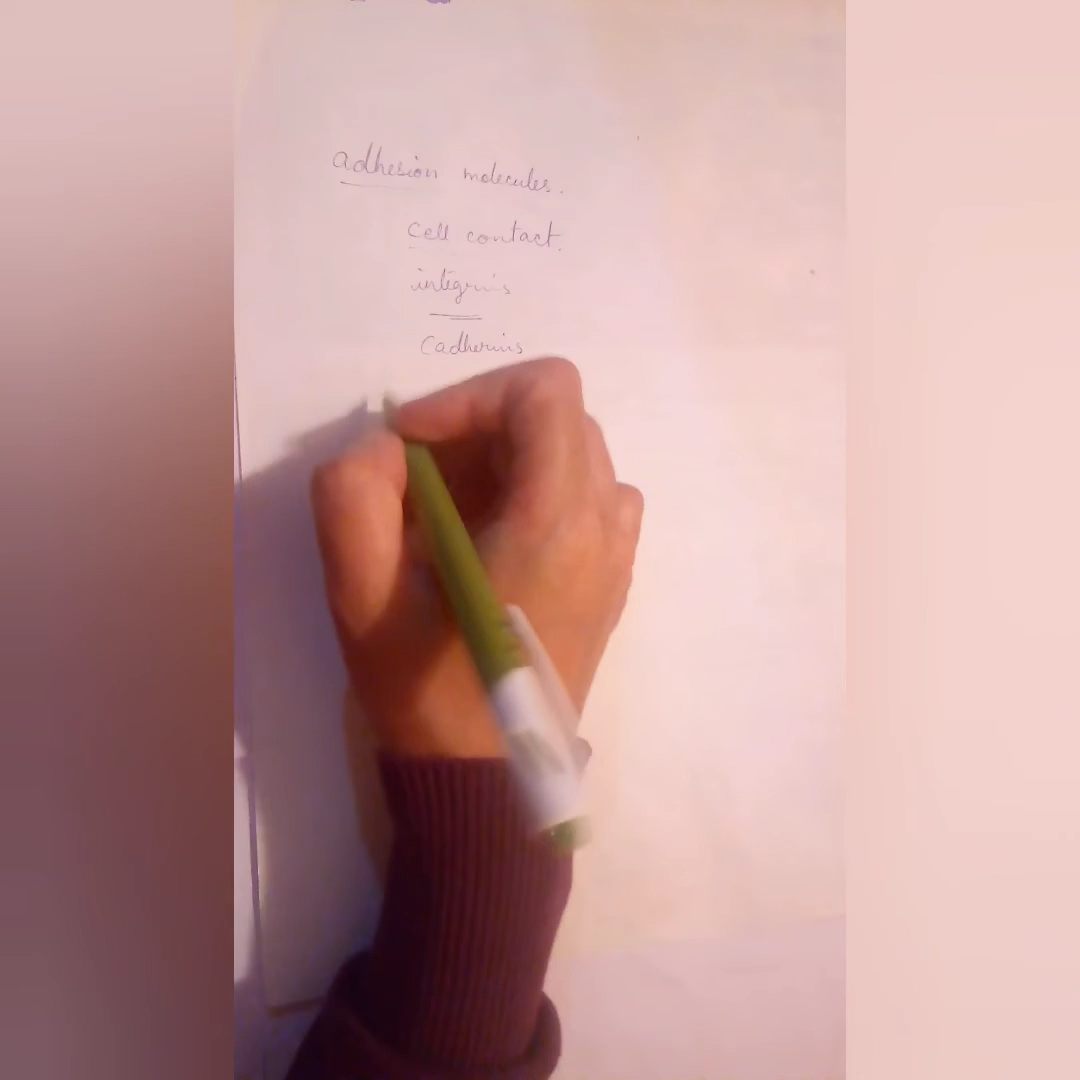 adhesion molecules.
cell contact.
integrins
Cadherins